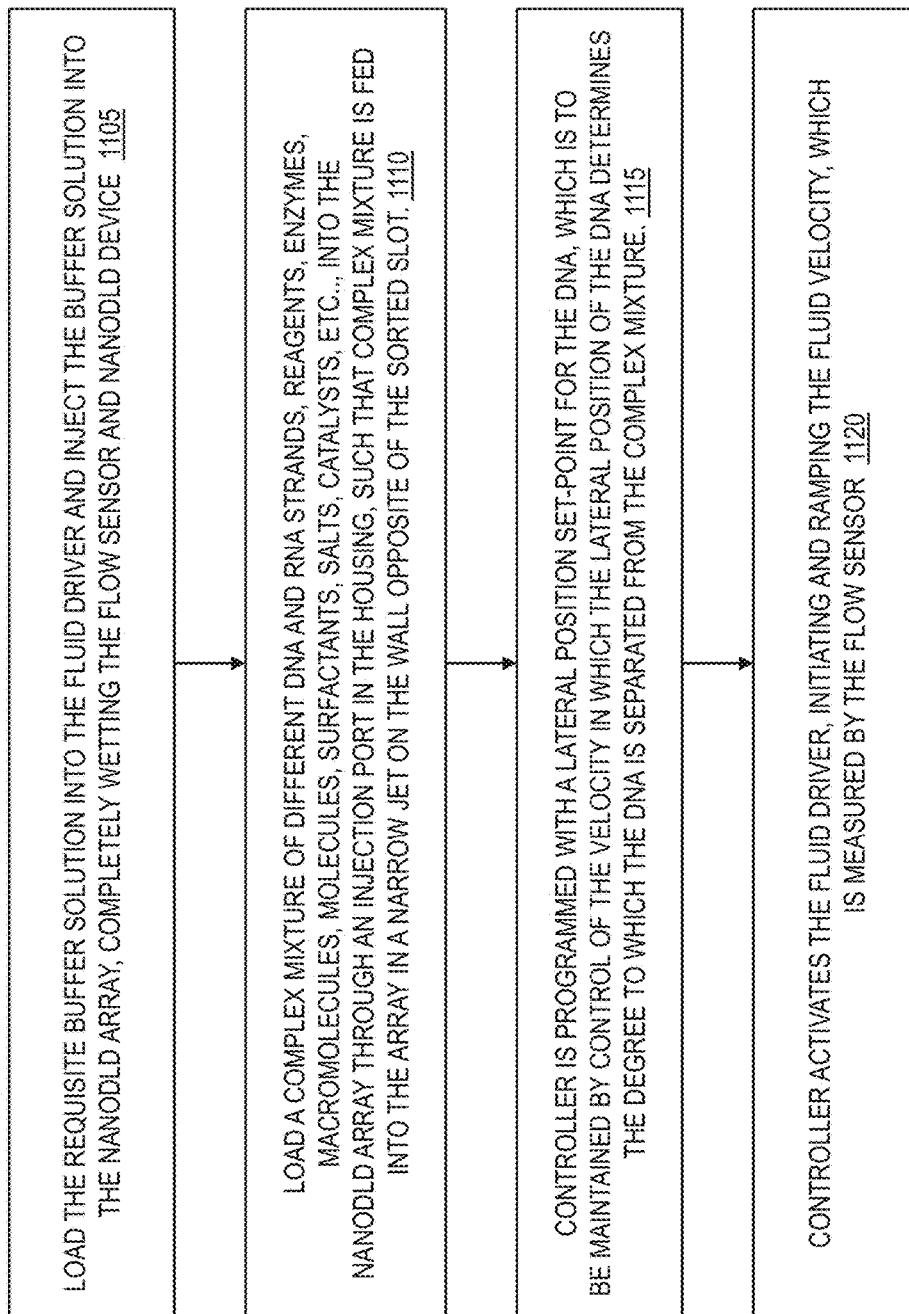 LOAD THE REQUISITE BUFFER SOLUTION INTO THE FLUID DRIVER AND INJECT THE BUFFER SOLUTION INTO
THE NANODLD ARRAY, COMPLETELY WETTING THE FLOW SENSOR AND NANODLD DEVICE 1105
LOAD A COMPLEX MIXTURE OF DIFFERENT DNA AND RNA STRANDS, REAGENTS, ENZYMES,
MACROMOLECULES, MOLECULES, SURFACTANTS, SALTS, CATALYSTS, ETC.., INTO THE
NANODLD ARRAY THROUGH AN INJECTION PORT IN THE HOUSING, SUCH THAT COMPLEX MIXTURE IS FED
INTO THE ARRAY IN A NARROW JET ON THE WALL OPPOSITE OF THE SORTED SLOT. 1110
CONTROLLER IS PROGRAMMED WITH A LATERAL POSITION SET-POINT FOR THE DNA, WHICH IS TO
BE MAINTAINED BY CONTROL OF THE VELOCITY IN WHICH THE LATERAL POSITION OF THE DNA DETERMINES
THE DEGREE TO WHICH THE DNA IS SEPARATED FROM THE COMPLEX MIXTURE. 1115
CONTROLLER ACTIVATES THE FLUID DRIVER, INITIATING AND RAMPING THE FLUID VELOCITY, WHICH
IS MEASURED BY THE FLOW SENSOR 1120